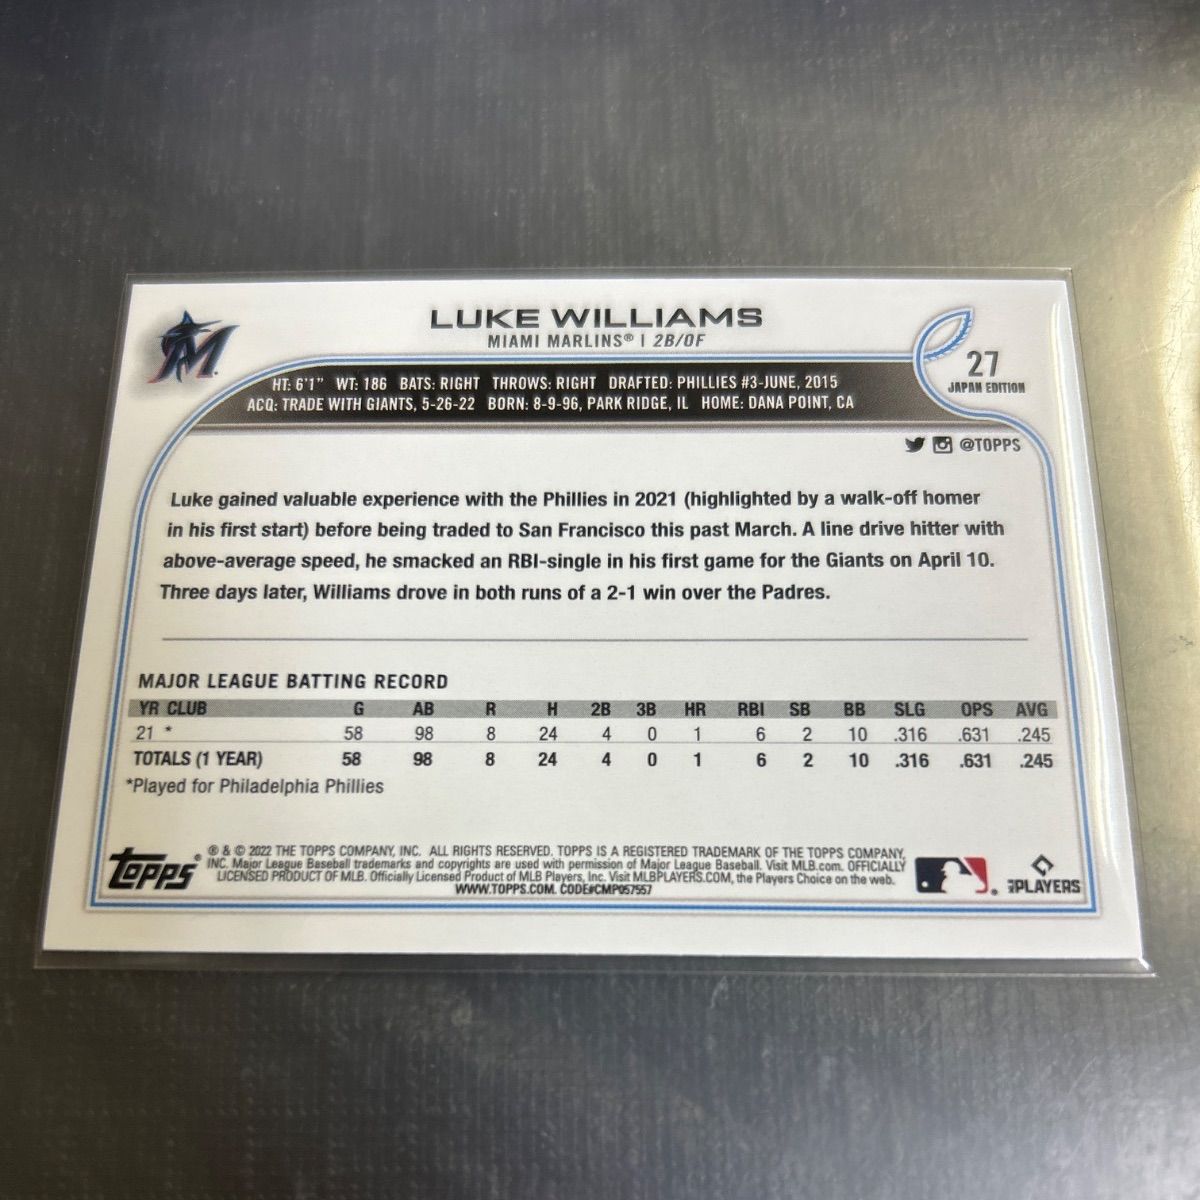 M
LUKE WILLIAMS
MIAMI MARLINS® | 2B/OF
27
JAPAN EDITION
HT: 6'1" WT: 186 BATS: RIGHT THROWS: RIGHT DRAFTED: PHILLIES #3-JUNE, 2015
ACQ: TRADE WITH GIANTS, 5-26-22 BORN: 8-9-96, PARK RIDGE, IL HOME: DANA POINT, CA
@TOPPS
Luke gained valuable experience with the Phillies in 2021 (highlighted by a walk-off homer
in his first start) before being traded to San Francisco this past March. A line drive hitter with
above-average speed, he smacked an RBI-single in his first game for the Giants on April 10.
Three days later, Williams drove in both runs of a 2-1 win over the Padres.
MAJOR LEAGUE BATTING RECORD
YR CLUB G AB R H 2B 3B HR RBI SB BB SLG OPS AVG
21 * 58 98 8 24 4 0 1 6 2 10 .316 .631 .245
TOTALS (1 YEAR) 58 98 8 24 4 0 1 6 2 10 .316 .631 .245
*Played for Philadelphia Phillies
topps®
® & © 2022 THE TOPPS COMPANY, INC. ALL RIGHTS RESERVED. TOPPS IS A REGISTERED TRADEMARK OF THE TOPPS COMPANY,
INC. Major League Baseball trademarks and copyrights are used with permission of Major League Baseball. Visit MLB.com. OFFICIALLY
LICENSED PRODUCT OF MLB. Officially Licensed Product of MLB Players, Inc. Visit MLBPLAYERS.COM, the Players Choice on the web.
WWW.TOPPS.COM. CODE#CMP057557
MLBPLAYERS